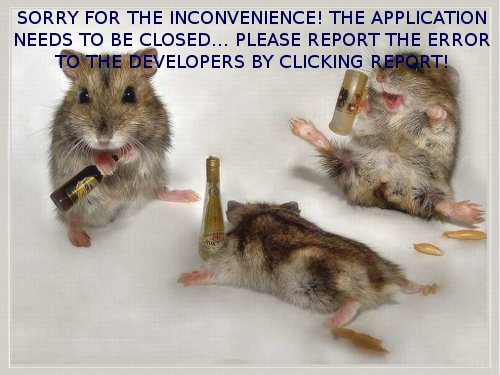 SORRY FOR THE INCONVENIENCE! THE APPLICATION
NEEDS TO BE CLOSED... PLEASE REPORT THE ERROR
TO THE DEVELOPERS BY CLICKING REPORT!